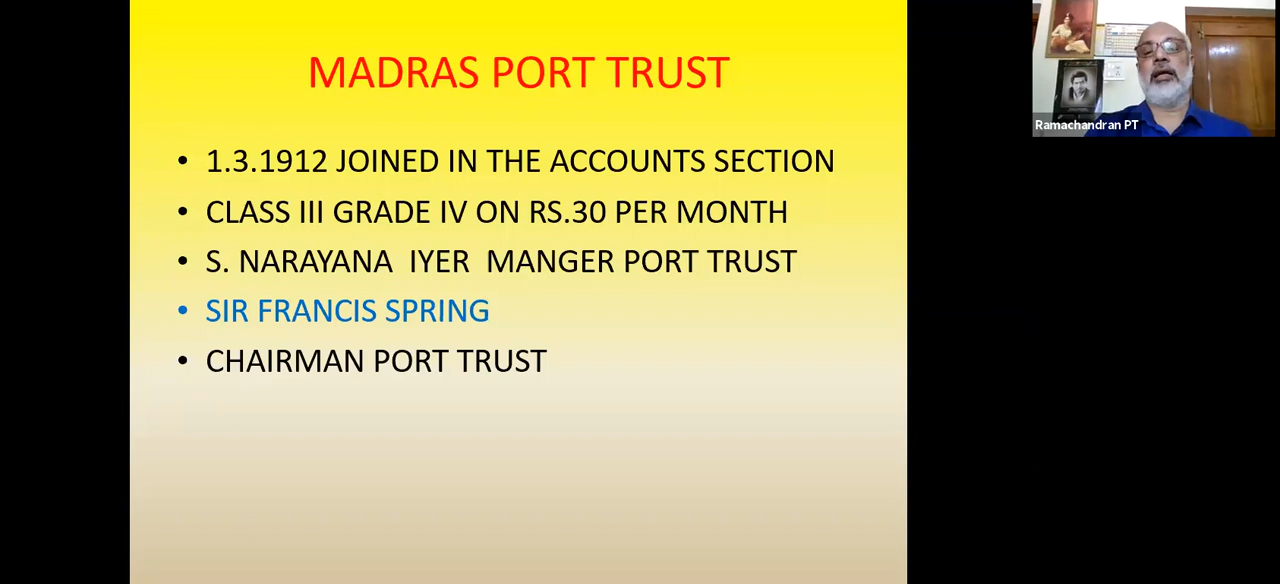 MADRAS PORT TRUST
• 1.3.1912 JOINED IN THE ACCOUNTS SECTION
• CLASS III GRADE IV ON RS.30 PER MONTH
• S. NARAYANA IYER MANGER PORT TRUST
• SIR FRANCIS SPRING
• CHAIRMAN PORT TRUST
Ramachandran PT